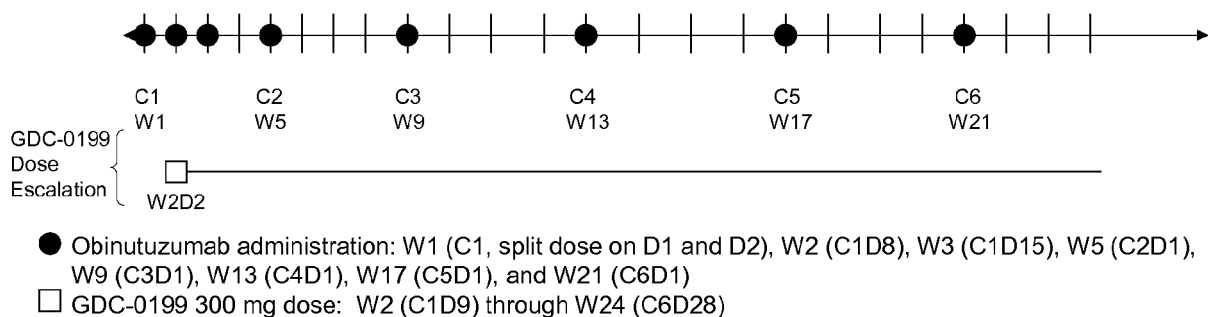 C1 C2 C3 C4 C5 C6
W1 W5 W9 W13 W17 W21
GDC-0199
Dose
Escalation
W2D2
Obinutuzumab administration: W1 (C1, split dose on D1 and D2), W2 (C1D8), W3 (C1D15), W5 (C2D1),
W9 (C3D1), W13 (C4D1), W17 (C5D1), and W21 (C6D1)
GDC-0199 300 mg dose: W2 (C1D9) through W24 (C6D28)